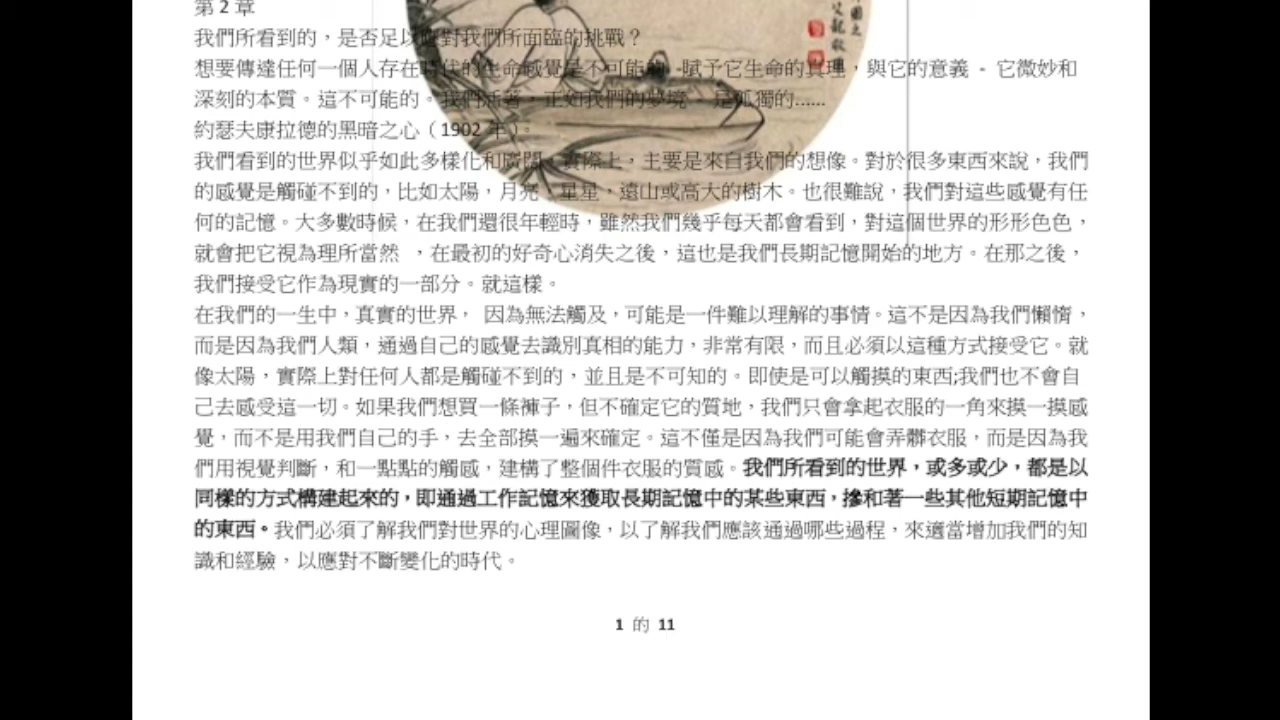 第 2 章
我們所看到的，是否足以應對我們所面臨的挑戰？
想要傳達任何一個人存在時代的生命感覺是不可能的 -賦予它生命的真理，與它的意義 - 它微妙和
深刻的本質。這不可能的。我們活著，正如我們的夢境 - 是孤獨的......
約瑟夫康拉德的黑暗之心（1902 年）。
我們看到的世界似乎如此多樣化和廣闊，實際上，主要是來自我們的想像。對於很多東西來說，我們
的感覺是觸碰不到的，比如太陽，月亮，星星，遠山或高大的樹木。也很難說，我們對這些感覺有任
何的記憶。大多數時候，在我們還很年輕時，雖然我們幾乎每天都會看到，對這個世界的形形色色，
就會把它視為理所當然 ，在最初的好奇心消失之後，這也是我們長期記憶開始的地方。在那之後，
我們接受它作為現實的一部分。就這樣。
在我們的一生中，真實的世界， 因為無法觸及，可能是一件難以理解的事情。這不是因為我們懶惰，
而是因為我們人類，通過自己的感覺去識別真相的能力，非常有限，而且必須以這種方式接受它。就
像太陽，實際上對任何人都是觸碰不到的，並且是不可知的。即使是可以觸摸的東西;我們也不會自
己去感受這一切。如果我們想買一條褲子，但不確定它的質地，我們只會拿起衣服的一角來摸一摸感
覺，而不是用我們自己的手，去全部摸一遍來確定。這不僅是因為我們可能會弄髒衣服，而是因為我
們用視覺判斷，和一點點的觸感，建構了整個件衣服的質感。我們所看到的世界，或多或少，都是以
同樣的方式構建起來的，即通過工作記憶來獲取長期記憶中的某些東西，摻和著一些其他短期記憶中
的東西。我們必須了解我們對世界的心理圖像，以了解我們應該通過哪些過程，來適當增加我們的知
識和經驗，以應對不斷變化的時代。
1 的 11